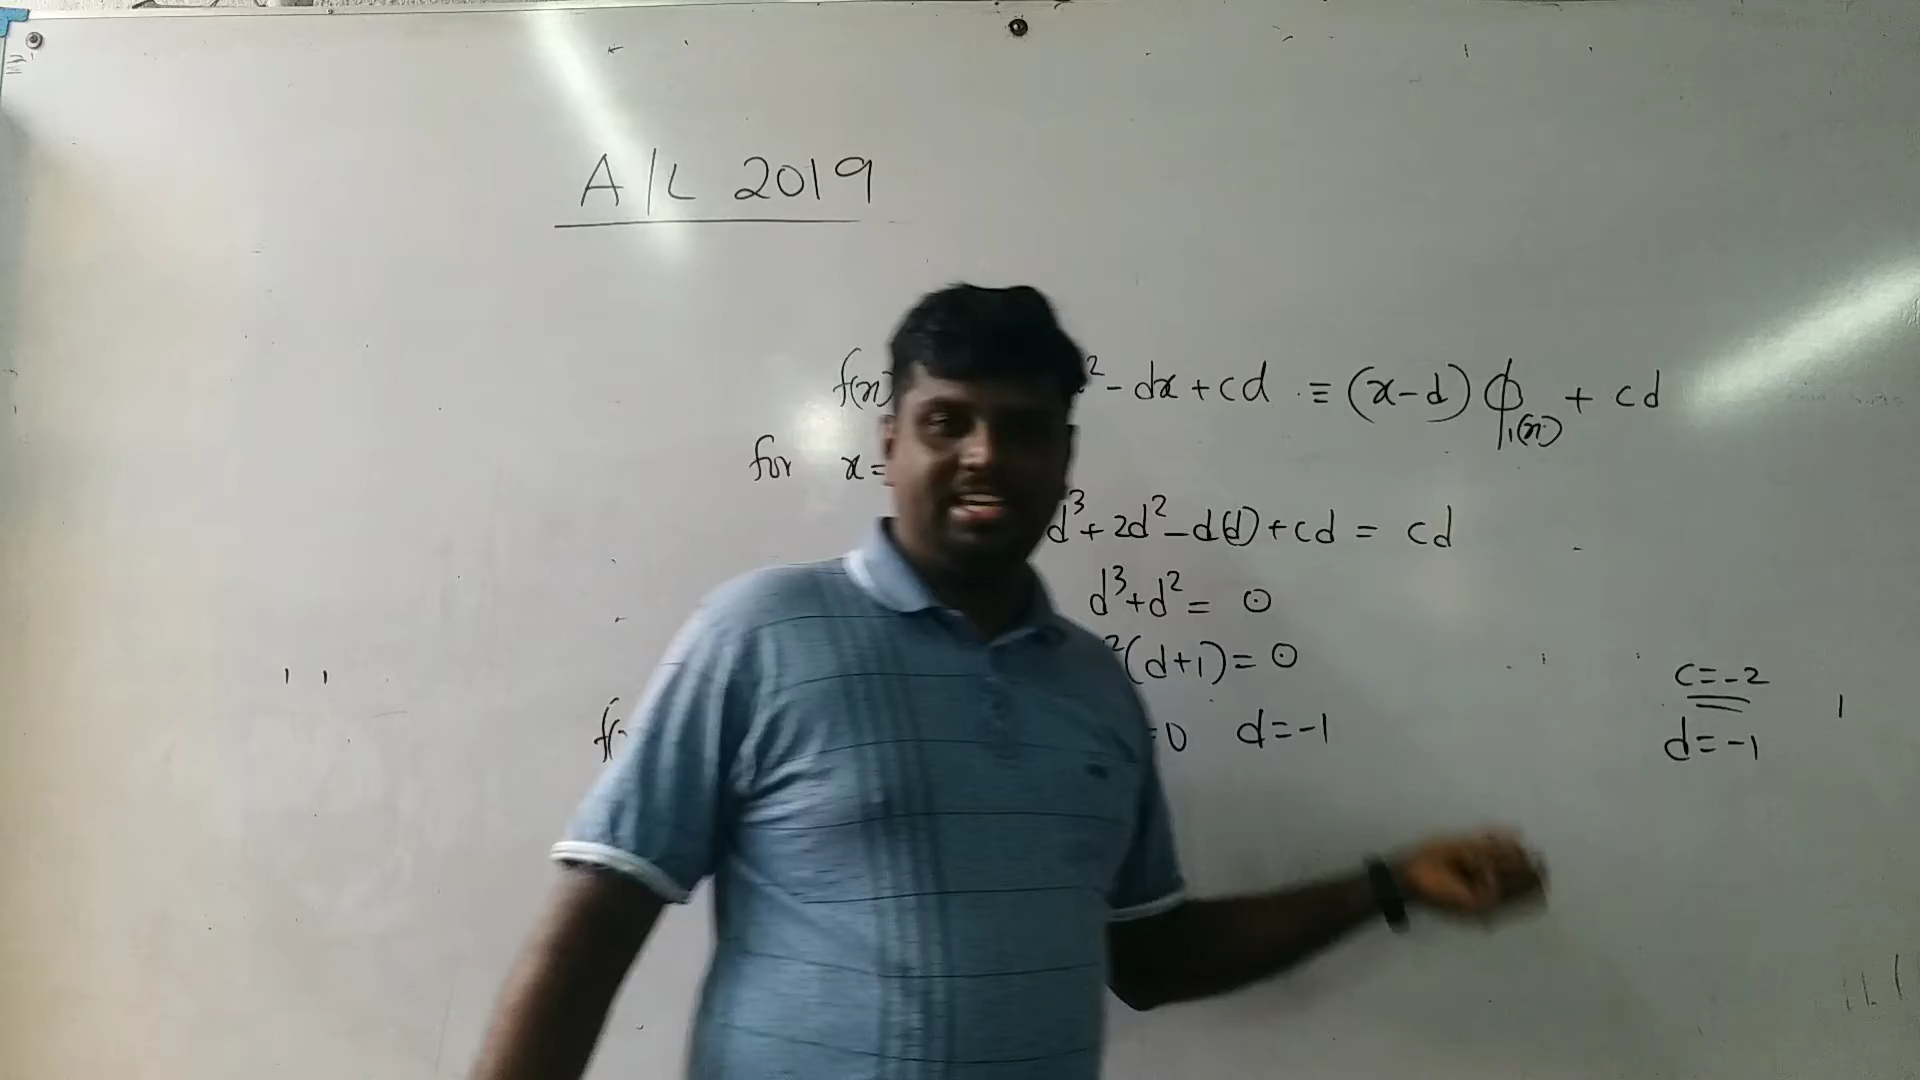 A/L 2019
f(x) ² - dx + cd ≡ (x-d) ϕ₁(x) + cd
for x=
d³ + 2d² - d(d) + cd = cd
d³ + d² = 0
²(d+1) = 0
c = -2
f(-
=0 d = -1
d = -1